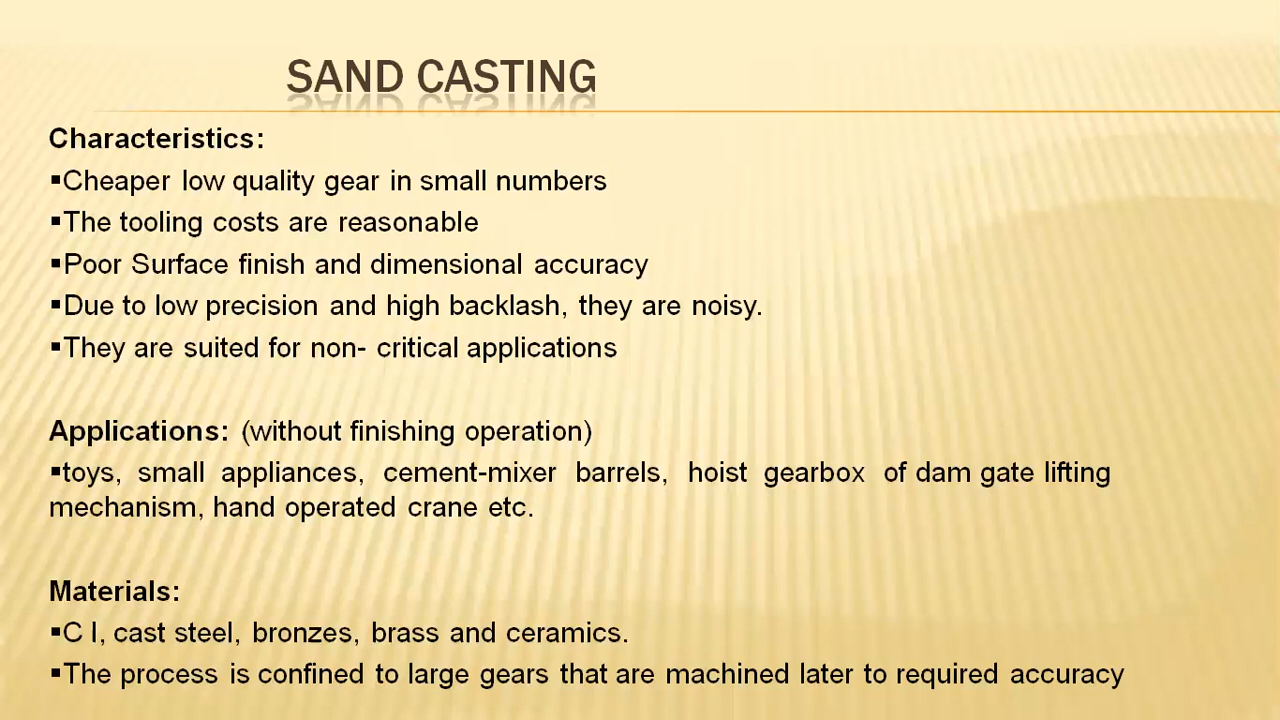 SAND CASTING
Characteristics:
▪Cheaper low quality gear in small numbers
▪The tooling costs are reasonable
▪Poor Surface finish and dimensional accuracy
▪Due to low precision and high backlash, they are noisy.
▪They are suited for non- critical applications
Applications: (without finishing operation)
▪toys, small appliances, cement-mixer barrels, hoist gearbox of dam gate lifting
mechanism, hand operated crane etc.
Materials:
▪C I, cast steel, bronzes, brass and ceramics.
▪The process is confined to large gears that are machined later to required accuracy